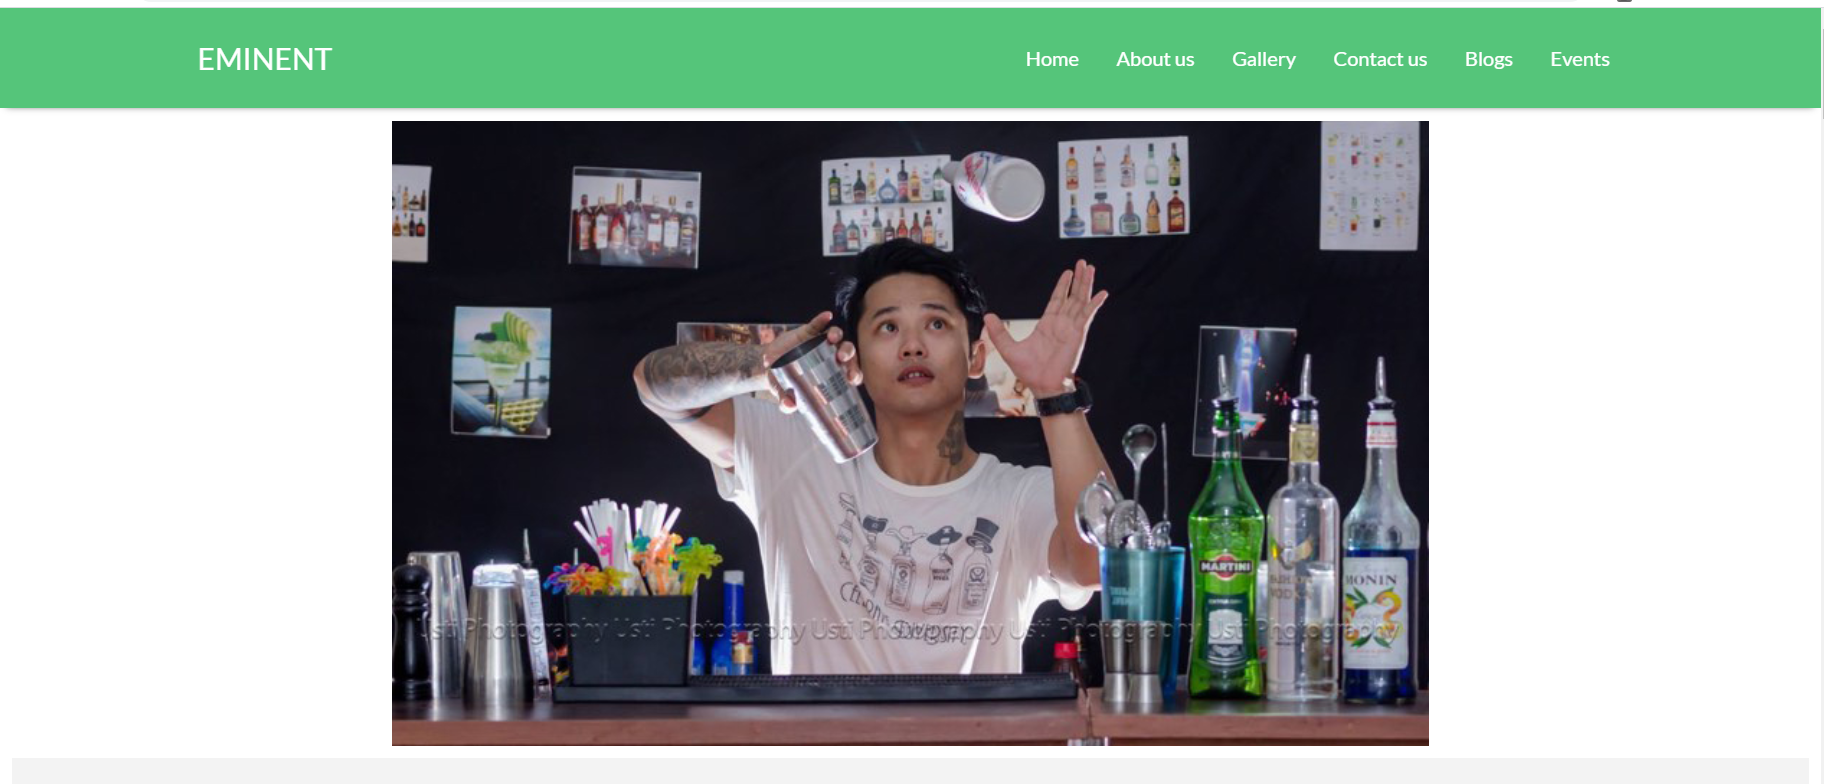 EMINENT
Home About us Gallery Contact us Blogs Events
MARTINI
VODKA
MONIN
Usti Photography Usti Photography Usti Photography Usti Photography Usti Photography